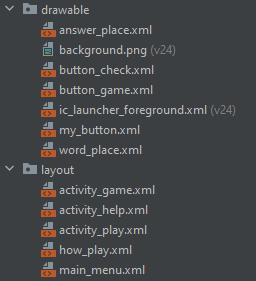 drawable
answer_place.xml
background.png (v24)
button_check.xml
button_game.xml
ic_launcher_foreground.xml (v24)
my_button.xml
word_place.xml
layout
activity_game.xml
activity_help.xml
activity_play.xml
how_play.xml
main_menu.xml